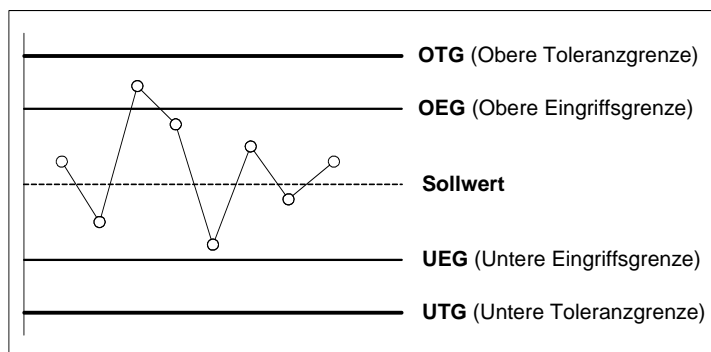 OTG (Obere Toleranzgrenze)
OEG (Obere Eingriffsgrenze)
Sollwert
UEG (Untere Eingriffsgrenze)
UTG (Untere Toleranzgrenze)